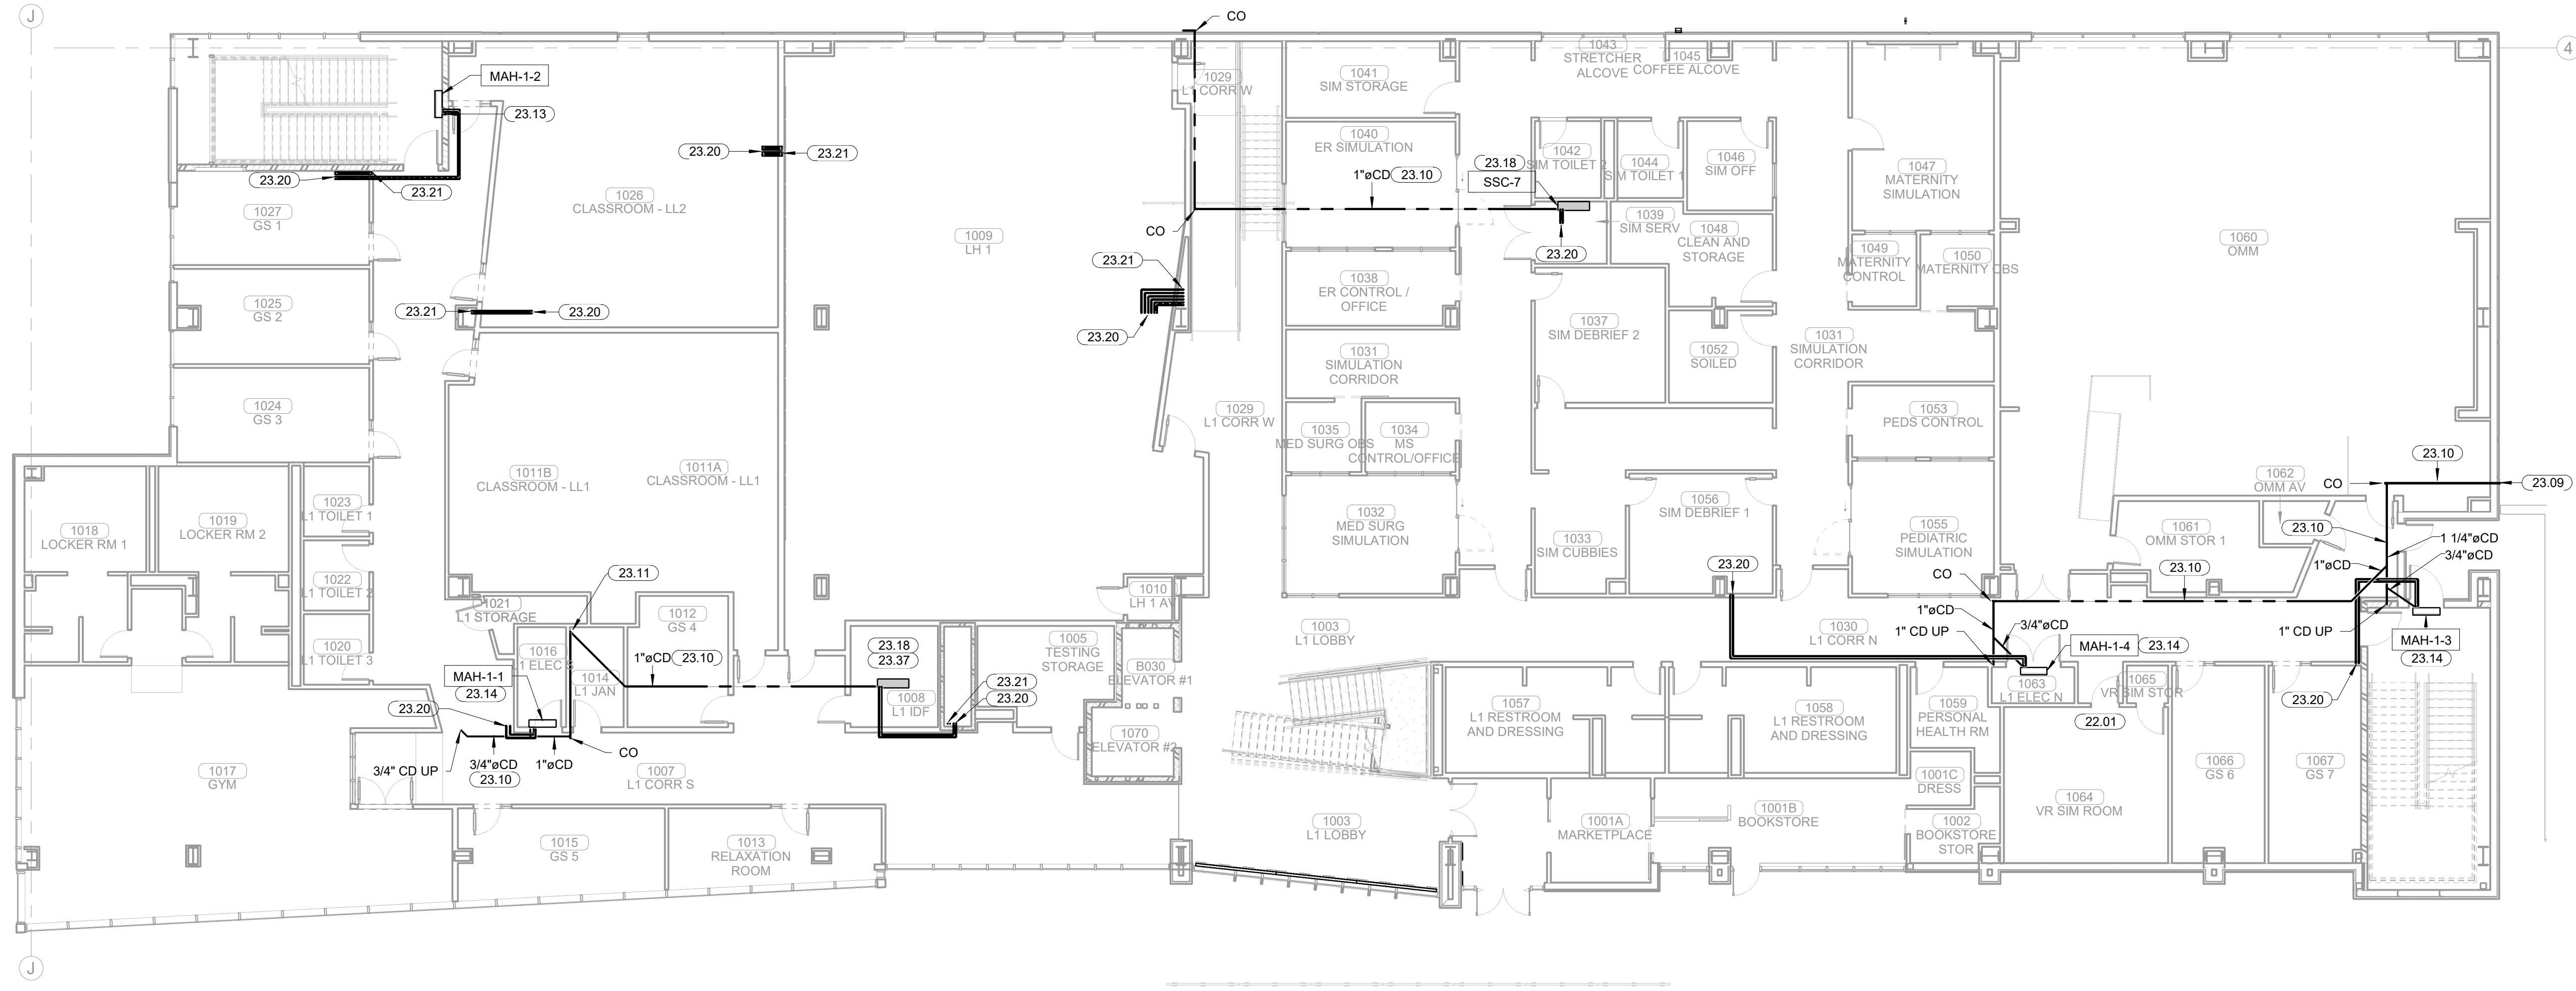 J
4
CO
MAH-1-2
23.13
23.20
23.21
23.20
23.21
1027
GS 1
1025
GS 2
1024
GS 3
1026
CLASSROOM - LL2
23.21
23.20
1009
LH 1
1029
L1 CORR W
CO
23.21
23.20
1041
SIM STORAGE
1040
ER SIMULATION
1"øCD
23.10
1038
ER CONTROL /
OFFICE
1031
SIMULATION
CORRIDOR
1029
L1 CORR W
1035
MED SURG OBS
1034
MS
CONTROL/OFFICE
1032
MED SURG
SIMULATION
1043
STRETCHER
ALCOVE
1045
COFFEE ALCOVE
23.18
SSC-7
1042
SIM TOILET 2
1044
SIM TOILET 1
1046
SIM OFF
1039
SIM SERV
23.20
1048
CLEAN AND
STORAGE
1037
SIM DEBRIEF 2
1052
SOILED
1047
MATERNITY
SIMULATION
1049
MATERNITY
CONTROL
1050
MATERNITY OBS
1031
SIMULATION
CORRIDOR
1053
PEDS CONTROL
1055
PEDIATRIC
SIMULATION
1056
SIM DEBRIEF 1
1033
SIM CUBBIES
1060
OMM
23.10
23.09
CO
1062
OMM AV
1061
OMM STOR 1
23.10
1 1/4"øCD
3/4"øCD
1"øCD
23.10
CO
1"øCD
1" CD UP
3/4"øCD
1" CD UP
MAH-1-3
23.14
23.20
MAH-1-4
23.14
1063
L1 ELEC N
1065
VR SIM STOR
22.01
1030
L1 CORR N
23.20
1003
L1 LOBBY
1011B
CLASSROOM - LL1
1011A
CLASSROOM - LL1
1018
LOCKER RM 1
1019
LOCKER RM 2
1023
L1 TOILET 1
1022
L1 TOILET 2
1020
L1 TOILET 3
23.11
1021
L1 STORAGE
1012
GS 4
1016
L1 ELEC S
1014
L1 JAN
MAH-1-1
23.14
23.20
1"øCD
23.10
23.18
23.37
1008
L1 IDF
23.21
23.20
1005
TESTING
STORAGE
1010
LH 1 AV
B030
ELEVATOR #1
1070
ELEVATOR #2
3/4" CD UP
3/4"øCD
23.10
1"øCD
CO
1007
L1 CORR S
1017
GYM
1015
GS 5
1013
RELAXATION
ROOM
1003
L1 LOBBY
1057
L1 RESTROOM
AND DRESSING
1058
L1 RESTROOM
AND DRESSING
1059
PERSONAL
HEALTH RM
1001C
DRESS
1001A
MARKETPLACE
1001B
BOOKSTORE
1002
BOOKSTORE
STOR
1064
VR SIM ROOM
1066
GS 6
1067
GS 7
J